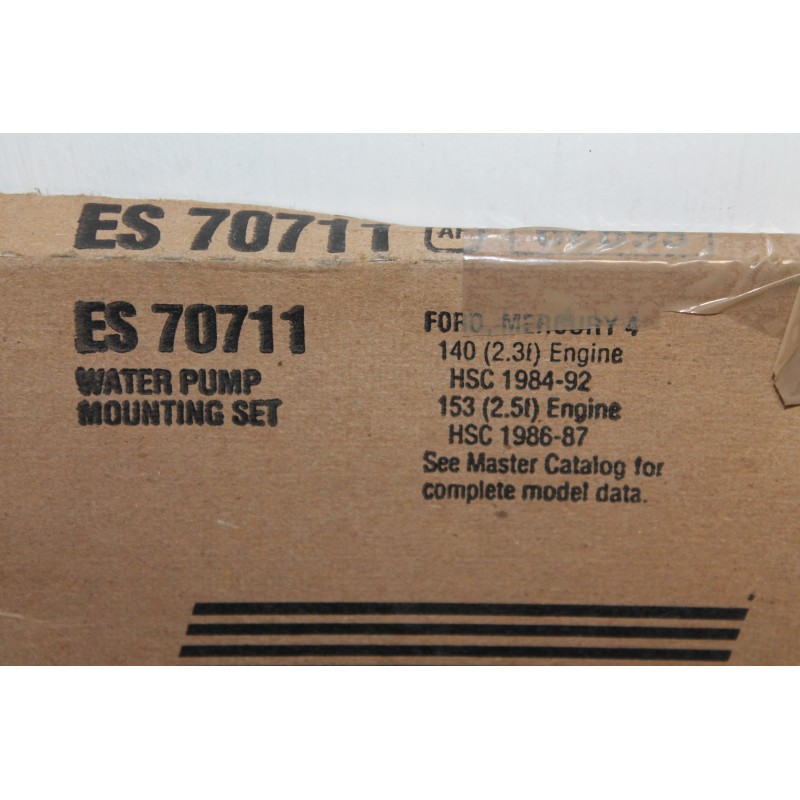 ES 70711
ES 70711
WATER PUMP
MOUNTING SET
FORD, MERCURY 4
140 (2.3ℓ) Engine
HSC 1984-92
153 (2.5ℓ) Engine
HSC 1986-87
See Master Catalog for
complete model data.